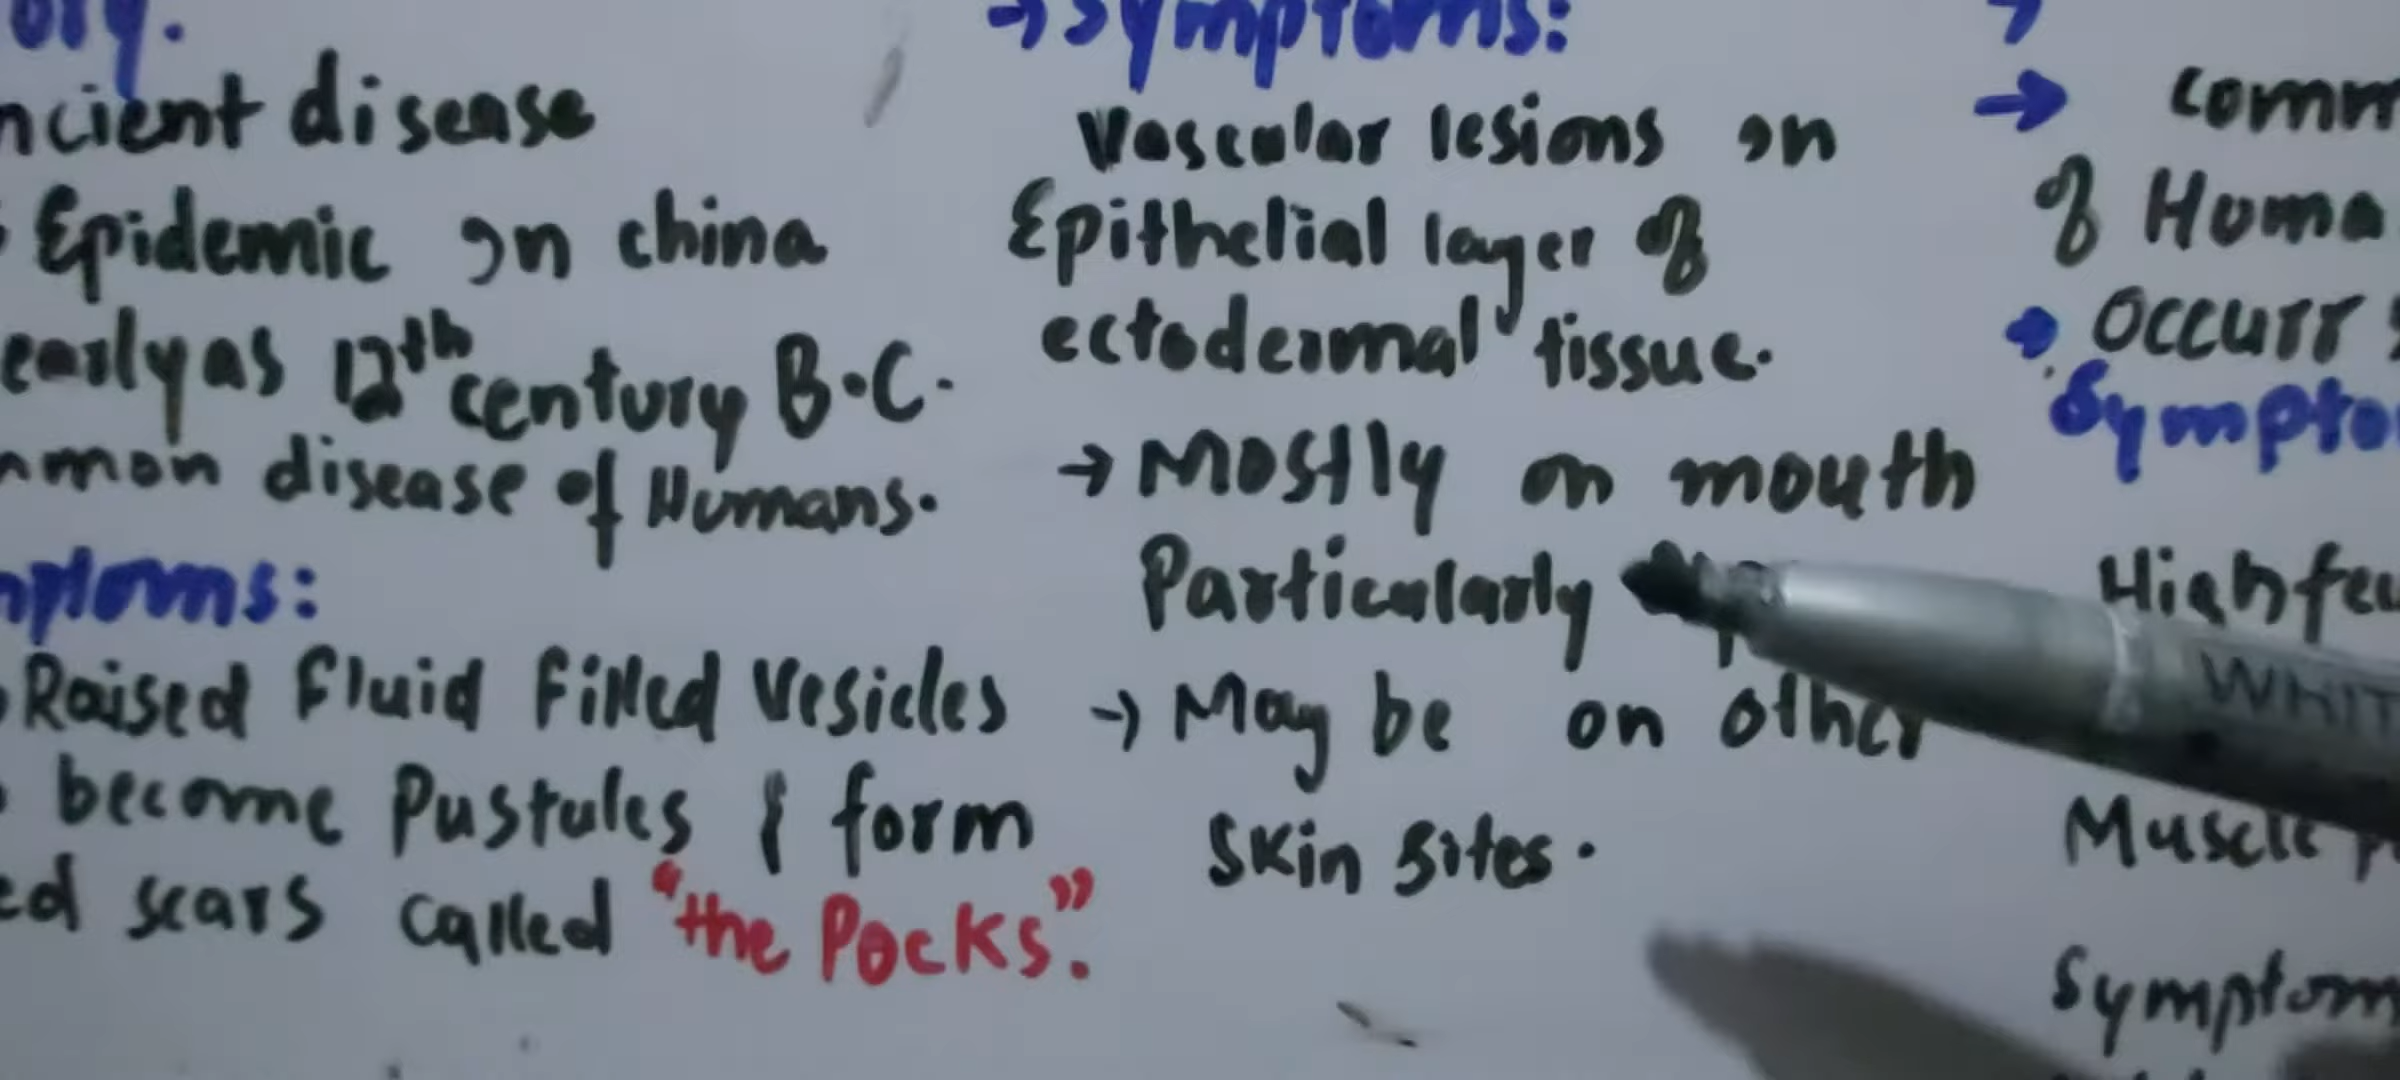 ory.
ncient disease
Epidemic in china
early as 12th century B.C.
mmon disease of Humans.
mptoms:
Raised fluid filled vesicles
become Pustules & form
ed scars called "the Pocks".
→ Symptoms:
Vascular lesions in
Epithelial layer of
ectodermal tissue.
→ Mostly on mouth
Particularly
→ May be on other
Skin sites.
→ comm
of Huma
→ Occurr
Sympto
High fev
Muscle p
Symptom